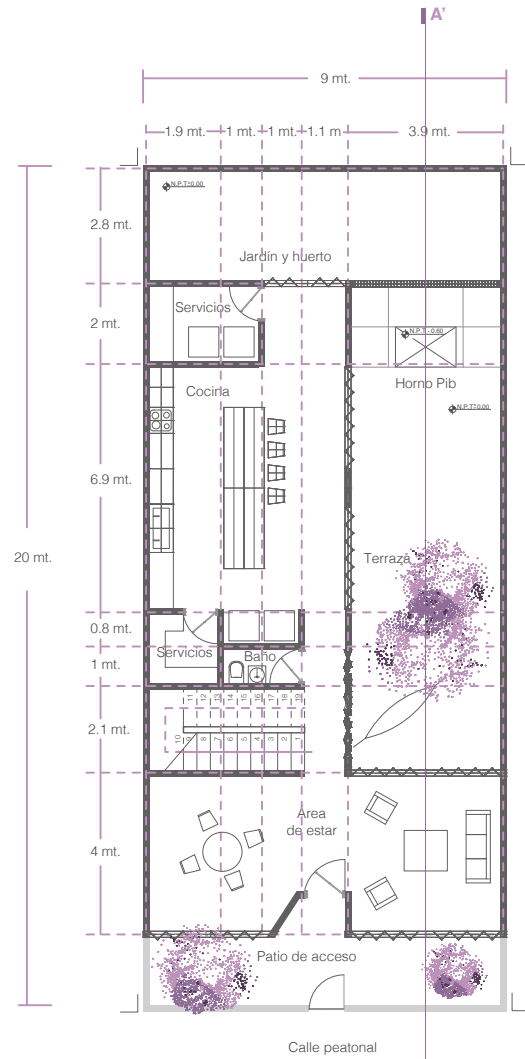 A'
9 mt.
1.9 mt.
1 mt.
1 mt.
1.1 m
3.9 mt.
N.P.T±0.00
2.8 mt.
Jardín y huerto
Servicios
2 mt.
N.P.T - 0.60
Horno Pib
Cocina
N.P.T±0.00
6.9 mt.
20 mt.
Terraza
0.8 mt.
Servicios
Baño
1 mt.
11 12 13 14 15 16 17 18 19
2.1 mt.
10 9 8 7 6 5 4 3 2 1
Area
de estar
4 mt.
Patio de acceso
Calle peatonal